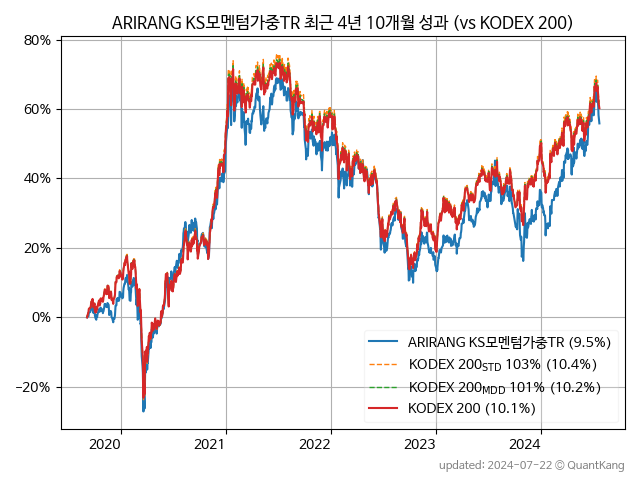 ARIRANG KS모멘텀가중TR 최근 4년 10개월 성과 (vs KODEX 200)
80%
60%
40%
20%
0%
−20%
ARIRANG KS모멘텀가중TR (9.5%)
KODEX 200STD 103% (10.4%)
KODEX 200MDD 101% (10.2%)
KODEX 200 (10.1%)
2020 2021 2022 2023 2024
updated: 2024-07-22 © QuantKang